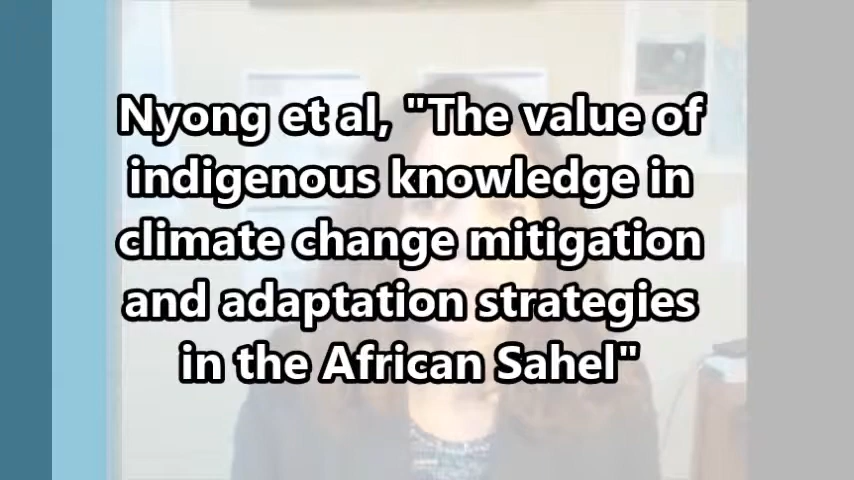 Nyong et al, "The value of
indigenous knowledge in
climate change mitigation
and adaptation strategies
in the African Sahel"